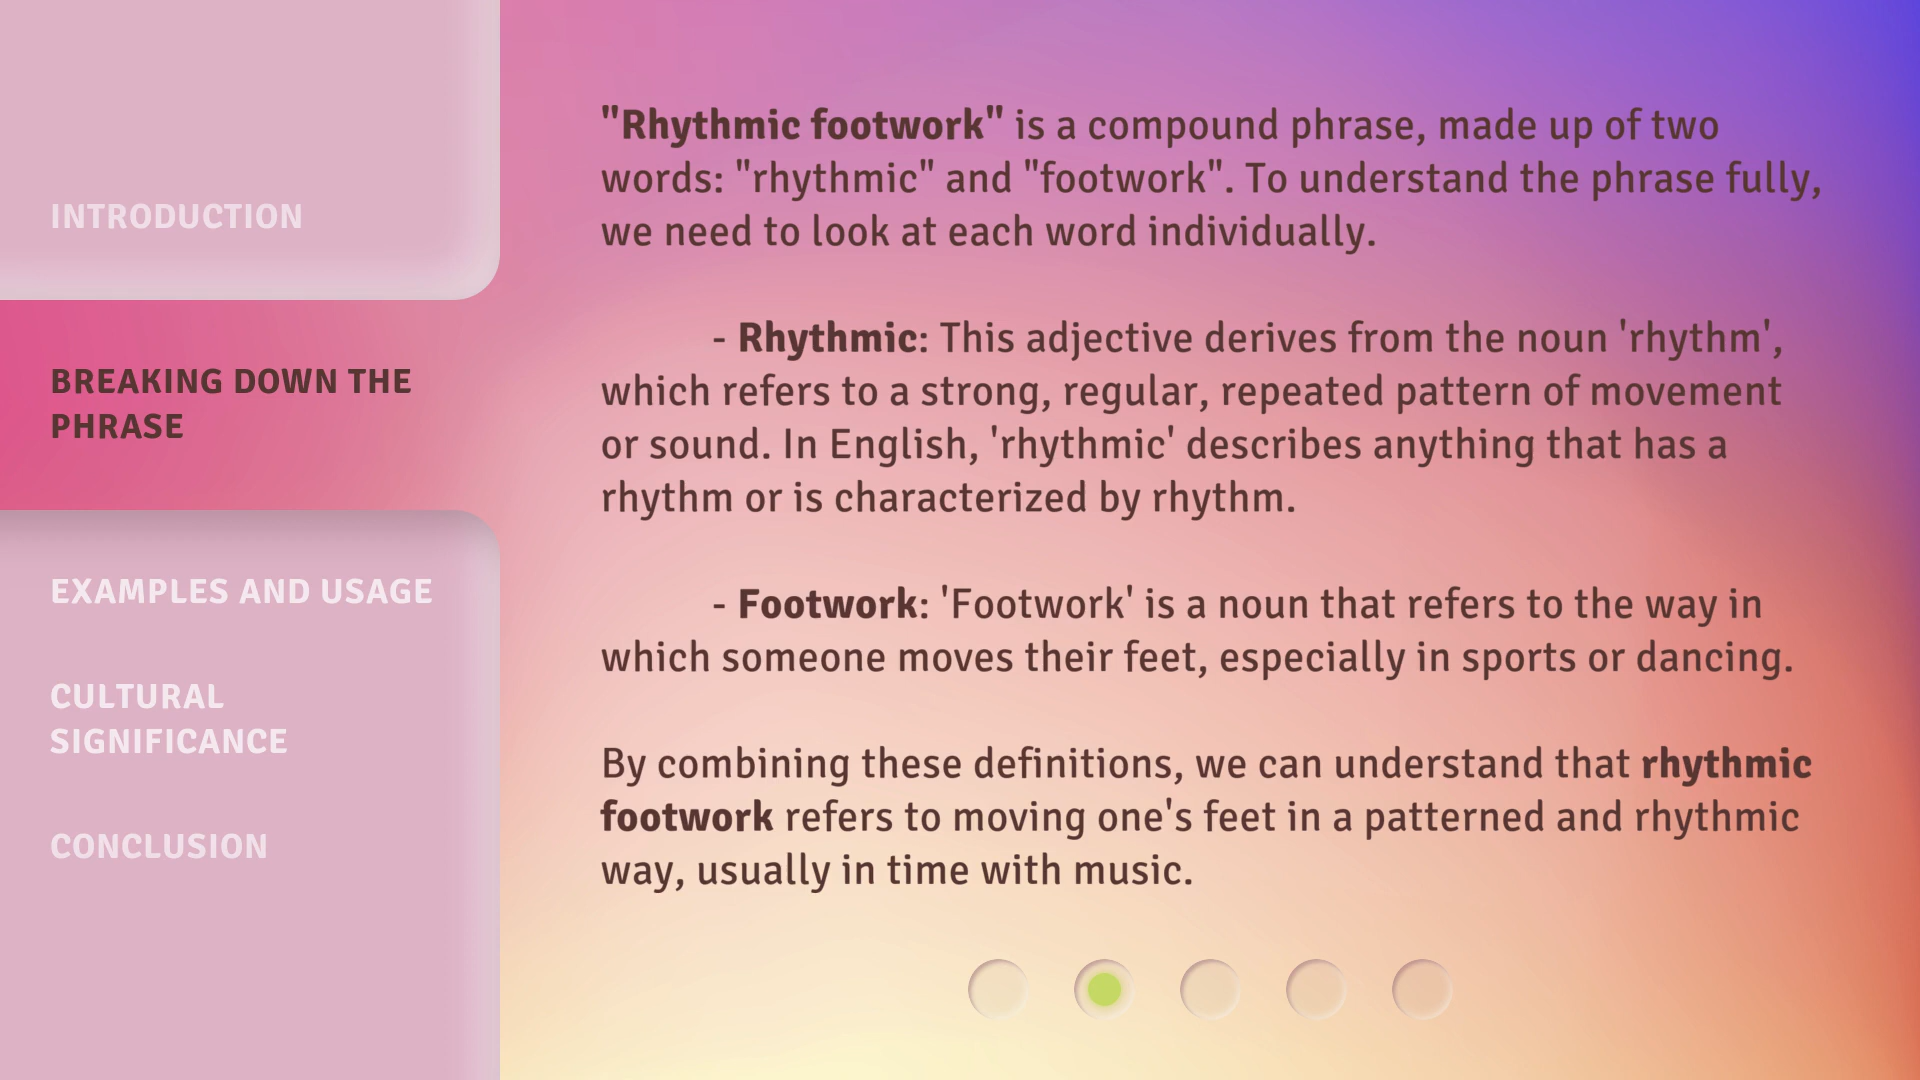 INTRODUCTION
BREAKING DOWN THE
PHRASE
EXAMPLES AND USAGE
CULTURAL
SIGNIFICANCE
CONCLUSION
"Rhythmic footwork" is a compound phrase, made up of two
words: "rhythmic" and "footwork". To understand the phrase fully,
we need to look at each word individually.
- Rhythmic: This adjective derives from the noun 'rhythm',
which refers to a strong, regular, repeated pattern of movement
or sound. In English, 'rhythmic' describes anything that has a
rhythm or is characterized by rhythm.
- Footwork: 'Footwork' is a noun that refers to the way in
which someone moves their feet, especially in sports or dancing.
By combining these definitions, we can understand that rhythmic
footwork refers to moving one's feet in a patterned and rhythmic
way, usually in time with music.